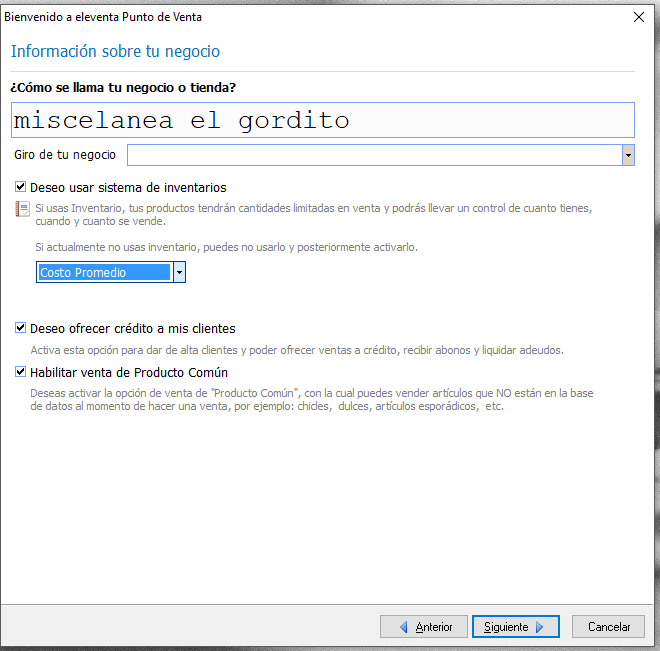 Bienvenido a eleventa Punto de Venta
Información sobre tu negocio
¿Cómo se llama tu negocio o tienda?
miscelanea el gordito
Giro de tu negocio
Deseo usar sistema de inventarios
Si usas Inventario, tus productos tendrán cantidades limitadas en venta y podrás llevar un control de cuanto tienes,
cuando y cuanto se vende.
Si actualmente no usas inventario, puedes no usarlo y posteriormente activarlo.
Costo Promedio
Deseo ofrecer crédito a mis clientes
Activa esta opción para dar de alta clientes y poder ofrecer ventas a crédito, recibir abonos y liquidar adeudos.
Habilitar venta de Producto Común
Deseas activar la opción de venta de "Producto Común", con la cual puedes vender artículos que NO están en la base
de datos al momento de hacer una venta, por ejemplo: chicles, dulces, artículos esporádicos, etc.
Anterior Siguiente Cancelar